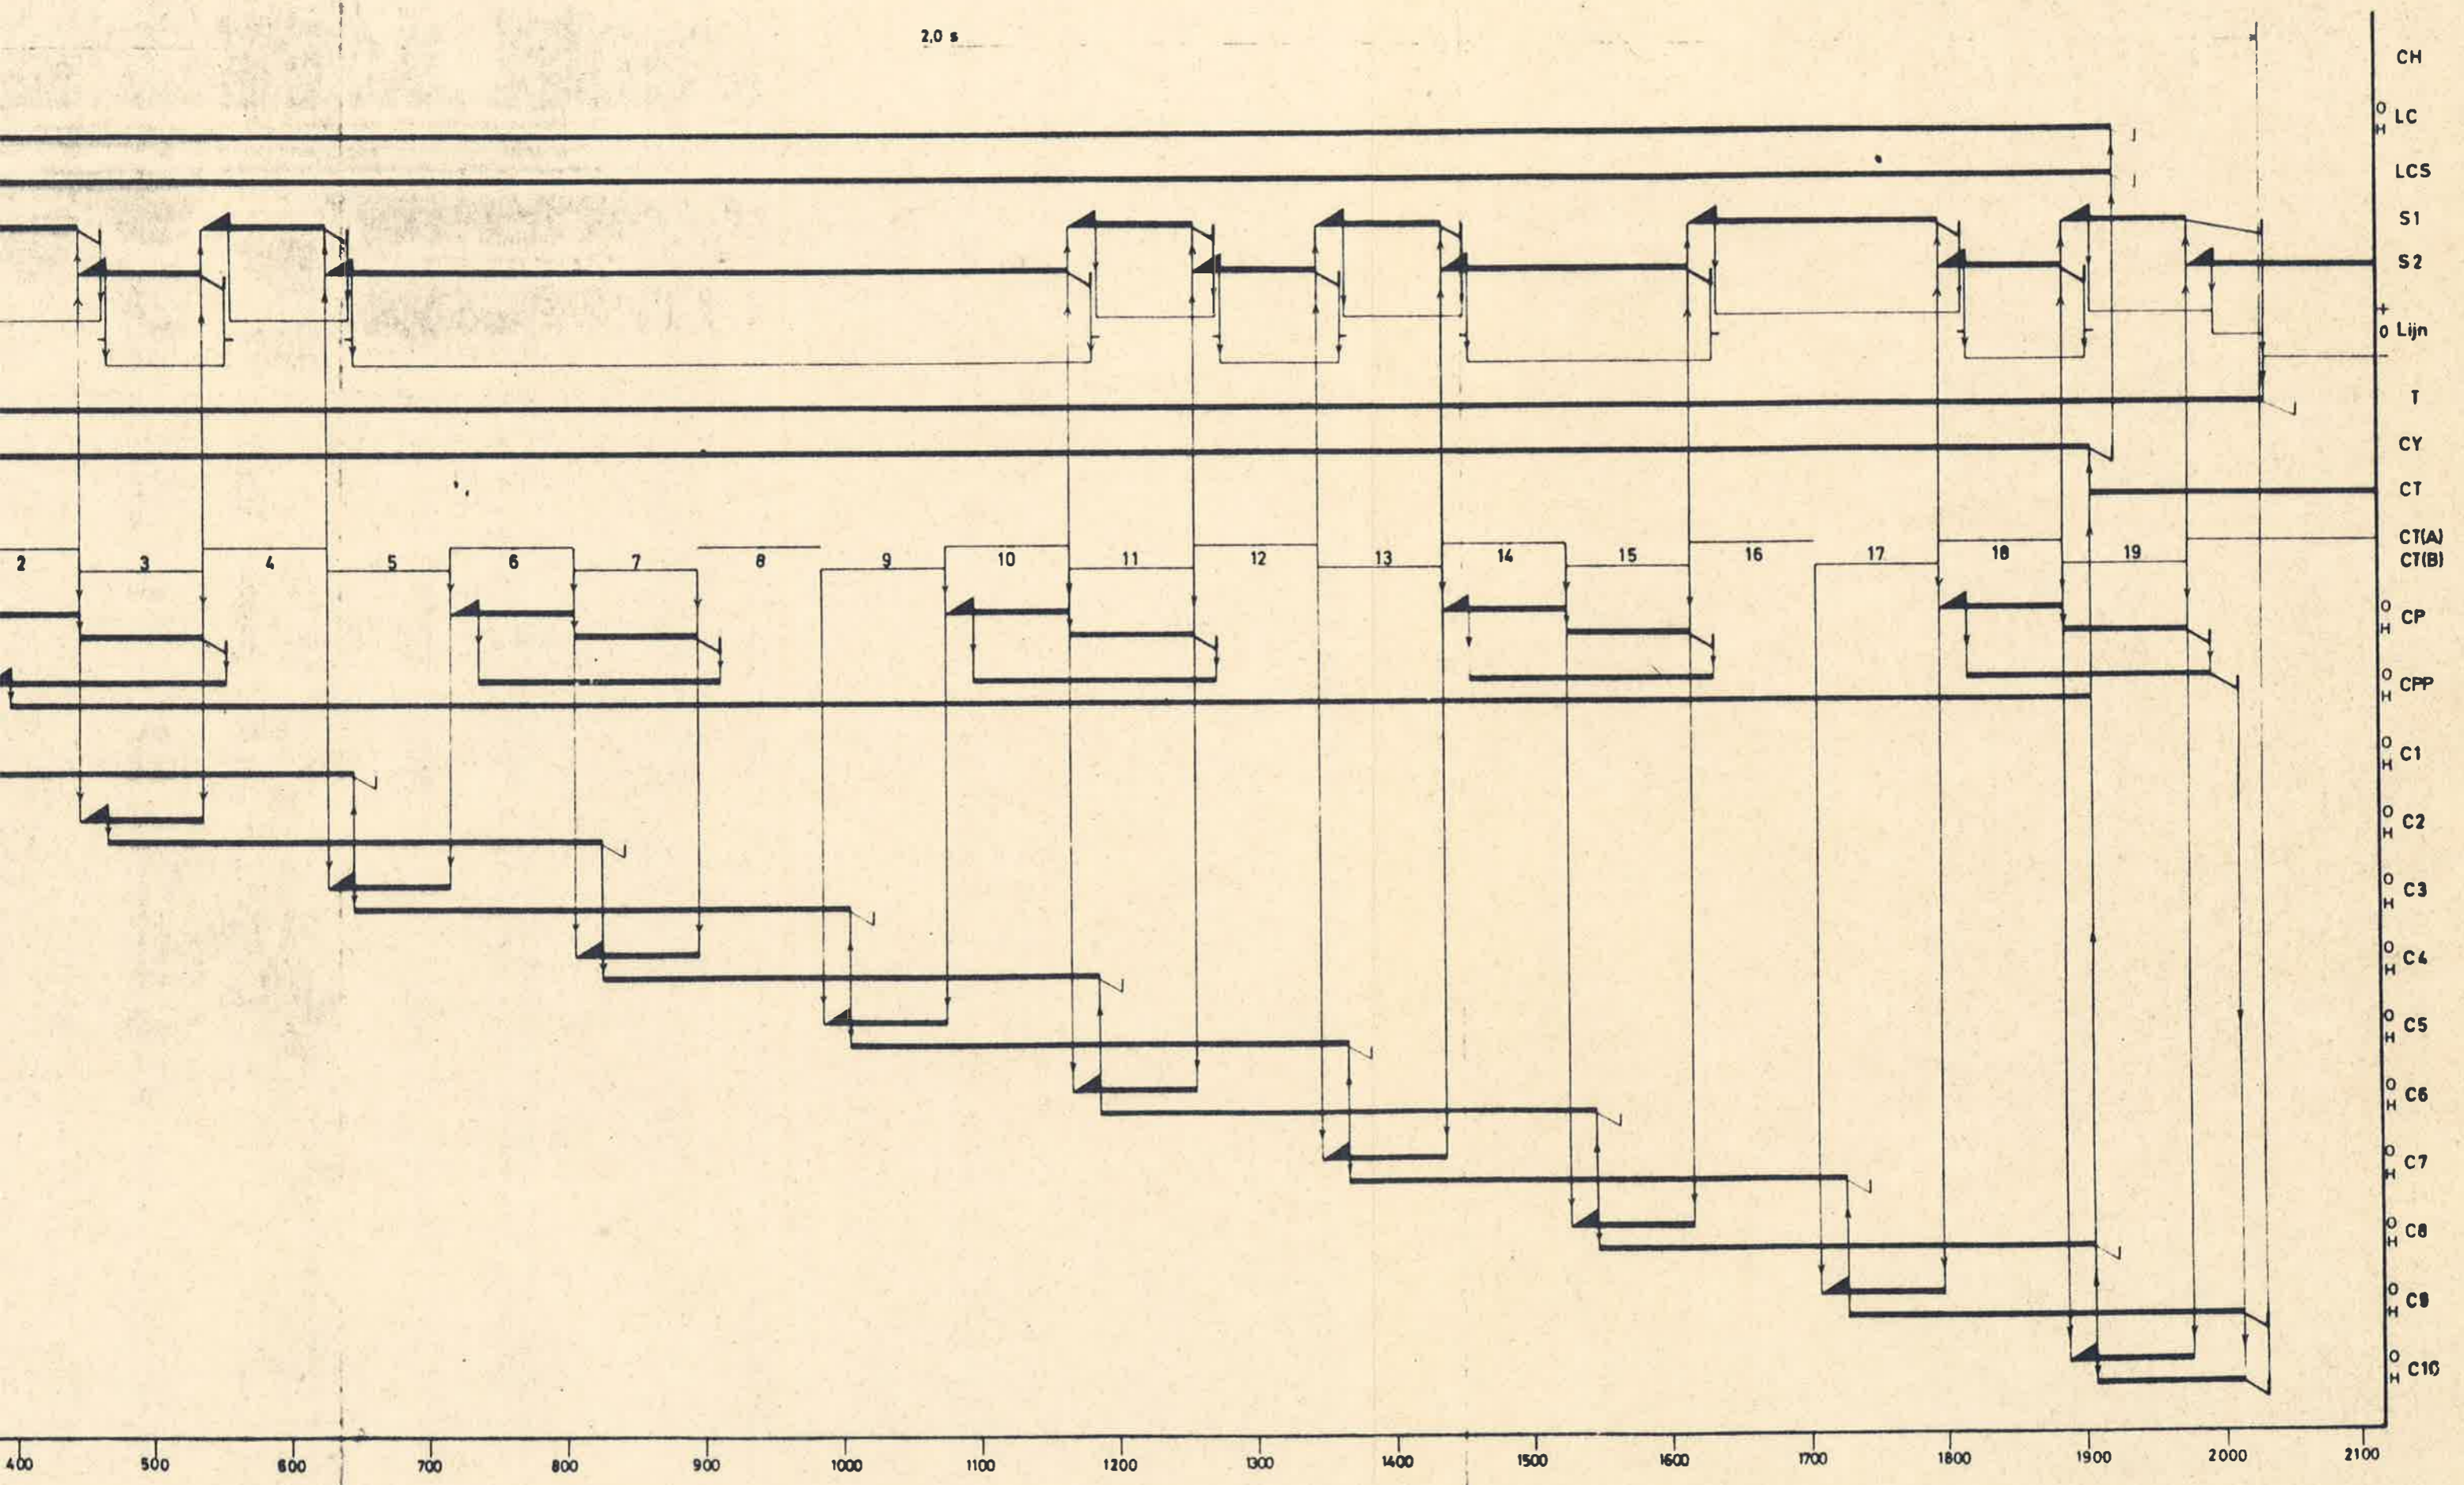 2,0 s
CH
O
H LC
LCS
S1
S2
+
O Lijn
T
CY
CT
CT(A)
CT(B)
2 3 4 5 6 7 8 9 10 11 12 13 14 15 16 17 18 19
O
H CP
O
H CPP
O
H C1
O
H C2
O
H C3
O
H C4
O
H C5
O
H C6
O
H C7
O
H C8
O
H C9
O
H C10
400 500 600 700 800 900 1000 1100 1200 1300 1400 1500 1600 1700 1800 1900 2000 2100